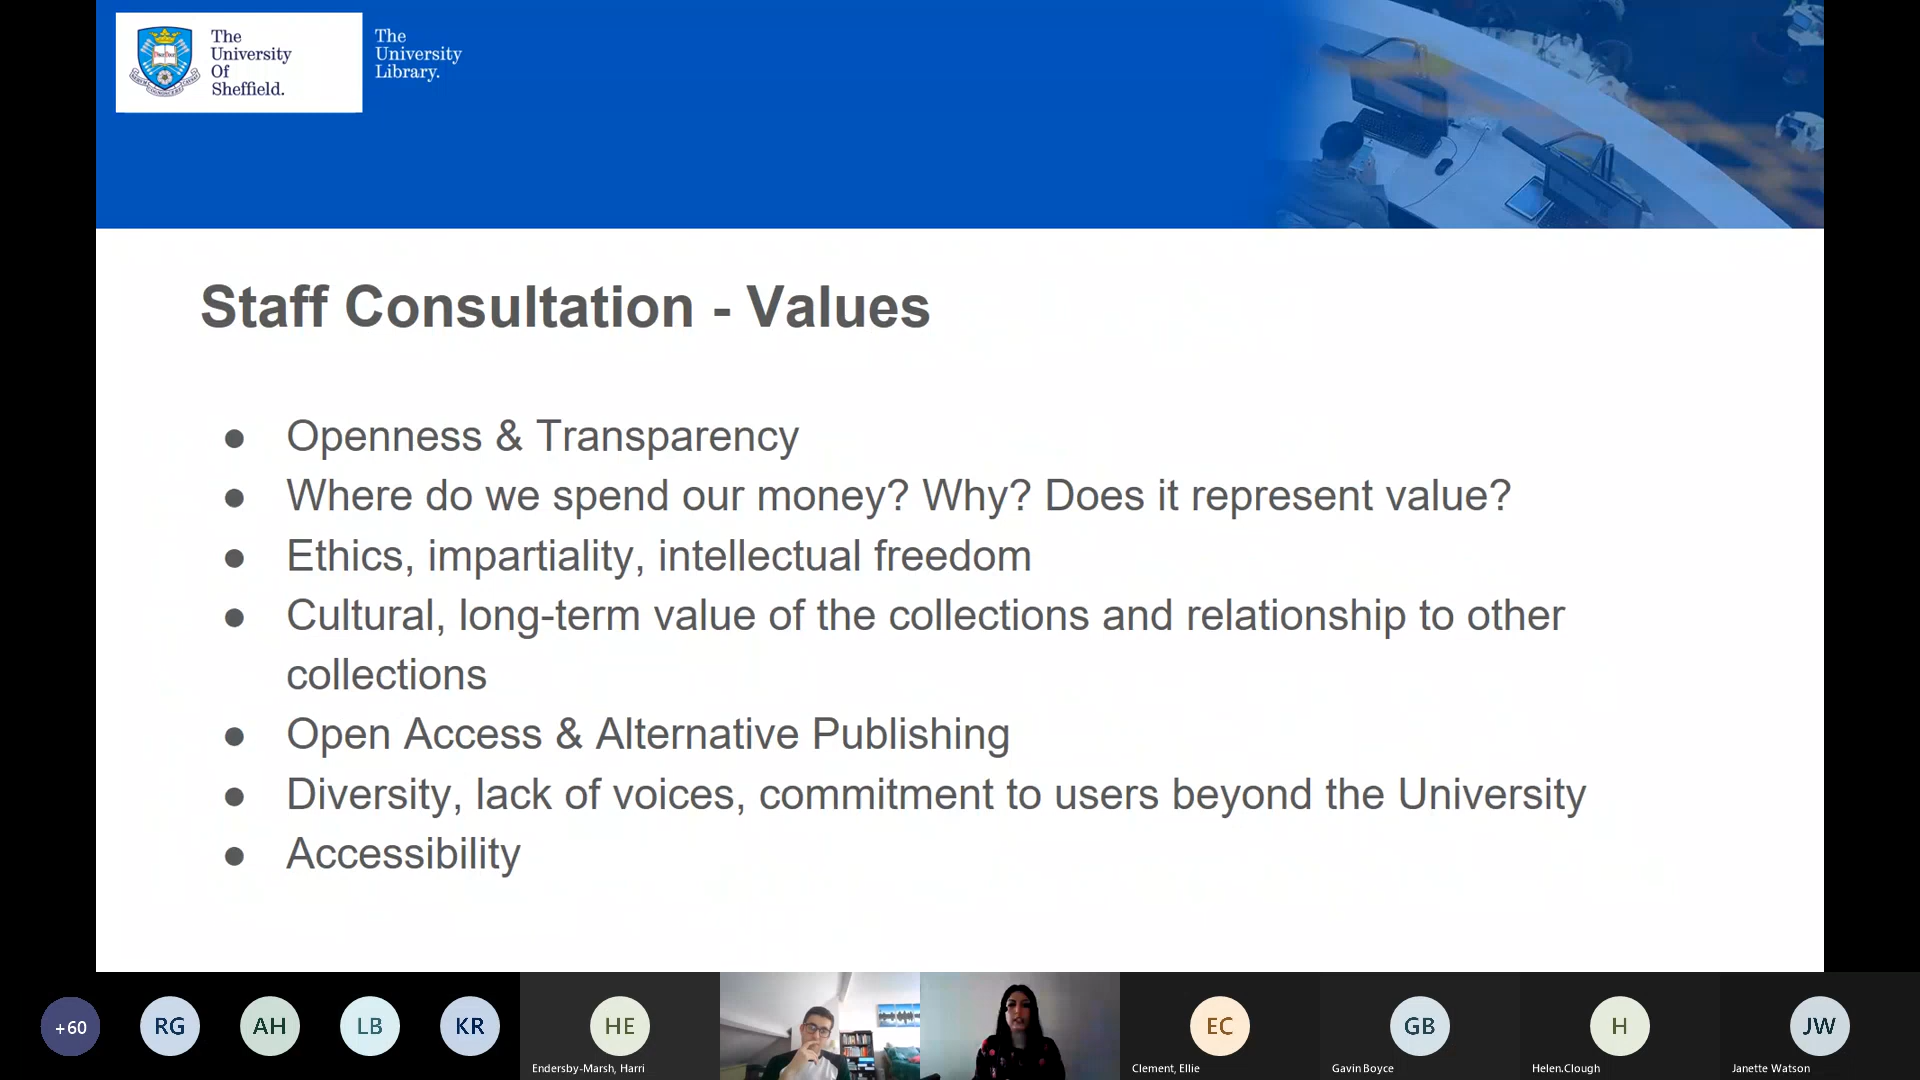 The
University
Of
Sheffield.
The
University
Library.
Staff Consultation - Values
● Openness & Transparency
● Where do we spend our money? Why? Does it represent value?
● Ethics, impartiality, intellectual freedom
● Cultural, long-term value of the collections and relationship to other
collections
● Open Access & Alternative Publishing
● Diversity, lack of voices, commitment to users beyond the University
● Accessibility
+60
RG
AH
LB
KR
HE
Endersby-Marsh, Harri
EC
Clement, Ellie
GB
Gavin Boyce
H
Helen.Clough
JW
Janette Watson